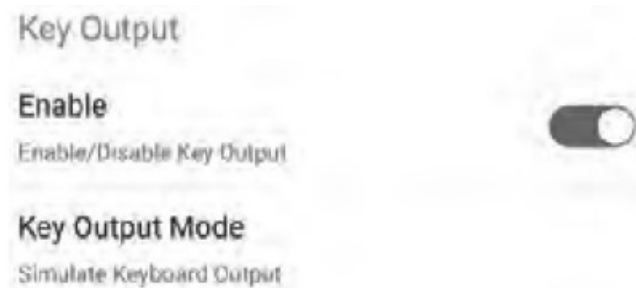 Key Output
Enable
Enable/Disable Key Output
Key Output Mode
Simulate Keyboard Output